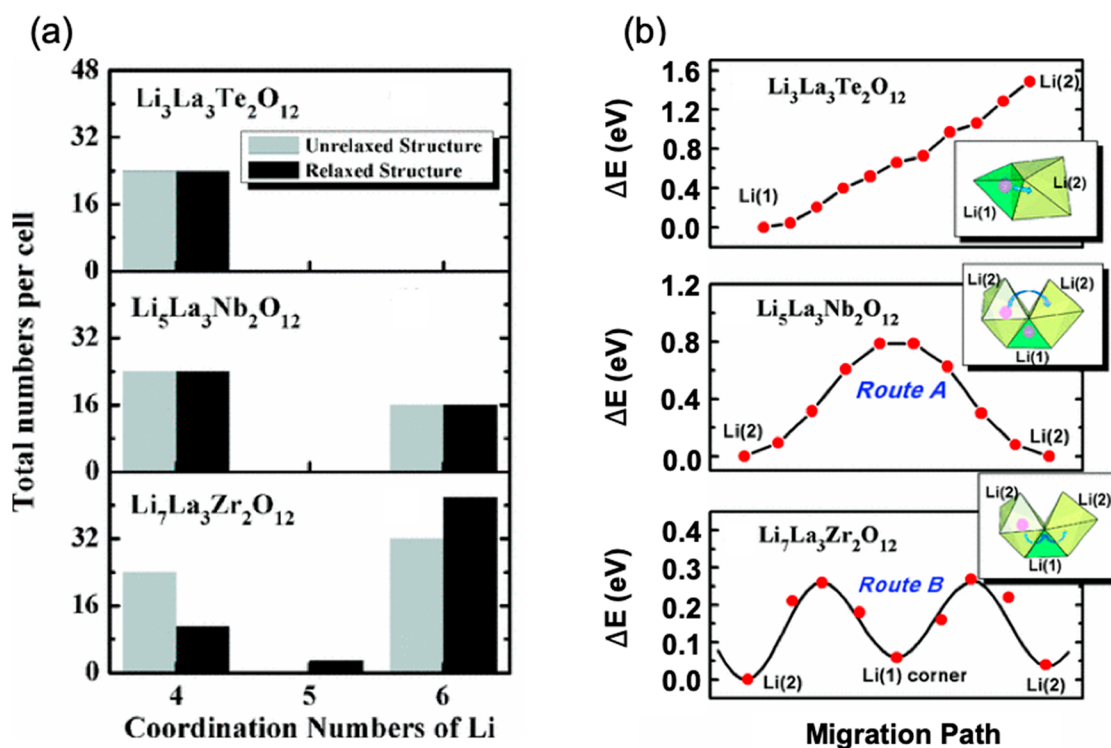 (a)
48
32
16
0
32
16
0
32
16
0
Total numbers per cell
Li₃La₃Te₂O₁₂
Unrelaxed Structure
Relaxed Structure
Li₅La₃Nb₂O₁₂
Li₇La₃Zr₂O₁₂
4 5 6
Coordination Numbers of Li
(b)
1.6
1.2
0.8
0.4
0.0
ΔE (eV)
Li₃La₃Te₂O₁₂
Li(1)
Li(2)
Li(1)
Li(2)
1.2
0.8
0.4
0.0
ΔE (eV)
Li₅La₃Nb₂O₁₂
Route A
Li(2)
Li(2)
Li(2) Li(2)
Li(1)
0.4
0.3
0.2
0.1
0.0
ΔE (eV)
Li₇La₃Zr₂O₁₂
Route B
Li(2)
Li(1) corner
Li(2)
Li(2) Li(2)
Li(1)
Migration Path